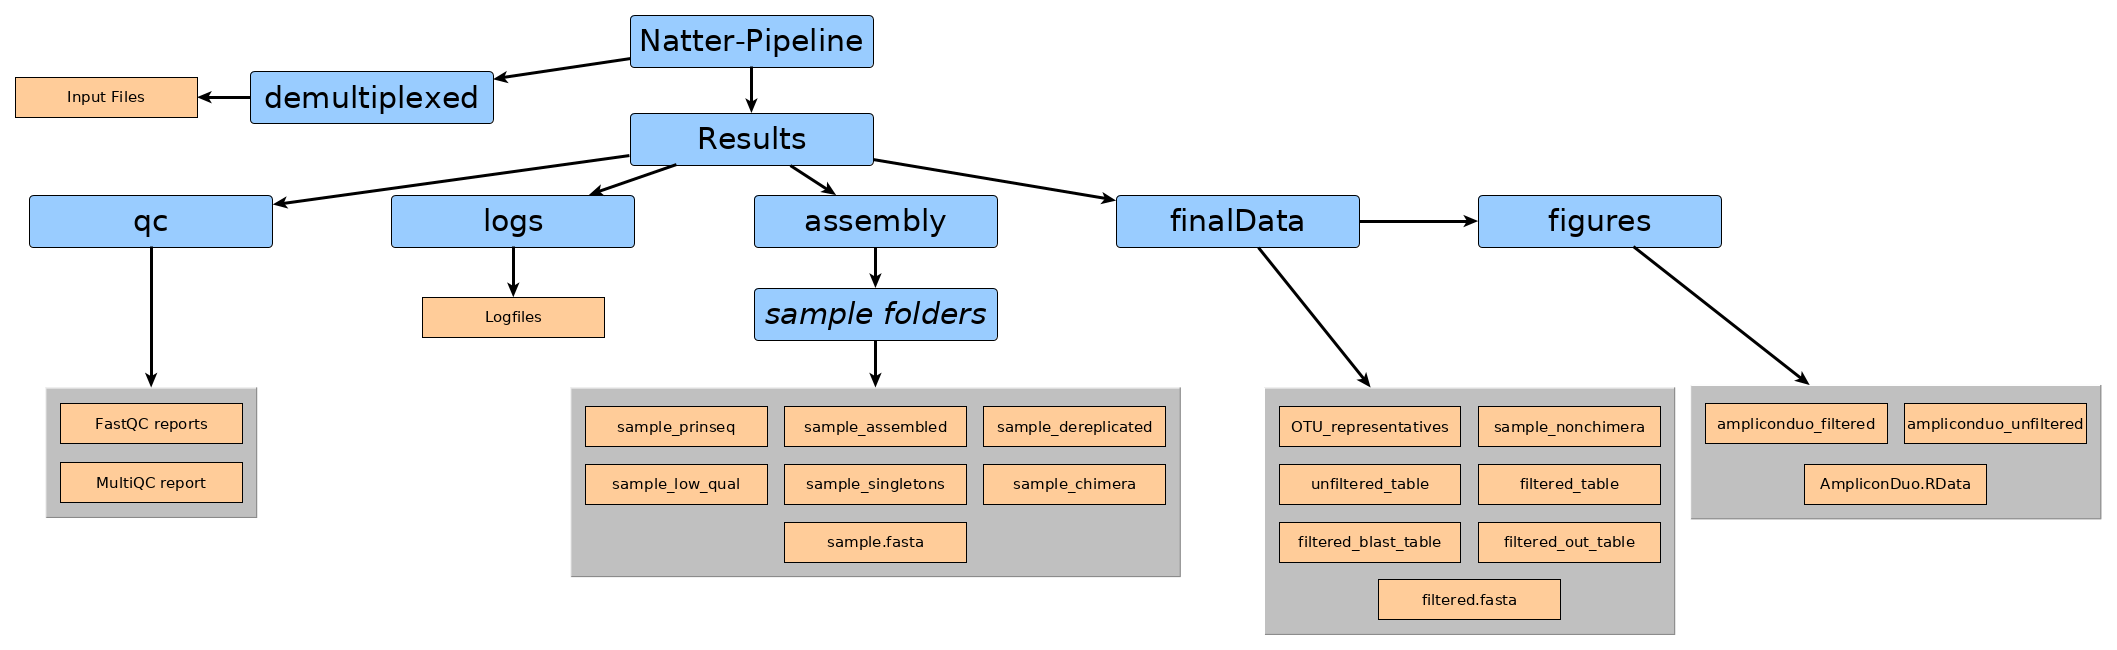 Natter-Pipeline
Input Files
demultiplexed
Results
qc
logs
assembly
finalData
figures
sample folders
Logfiles
FastQC reports
MultiQC report
sample_prinseq
sample_assembled
sample_dereplicated
sample_low_qual
sample_singletons
sample_chimera
sample.fasta
OTU_representatives
sample_nonchimera
unfiltered_table
filtered_table
filtered_blast_table
filtered_out_table
filtered.fasta
ampliconduo_filtered
ampliconduo_unfiltered
AmpliconDuo.RData